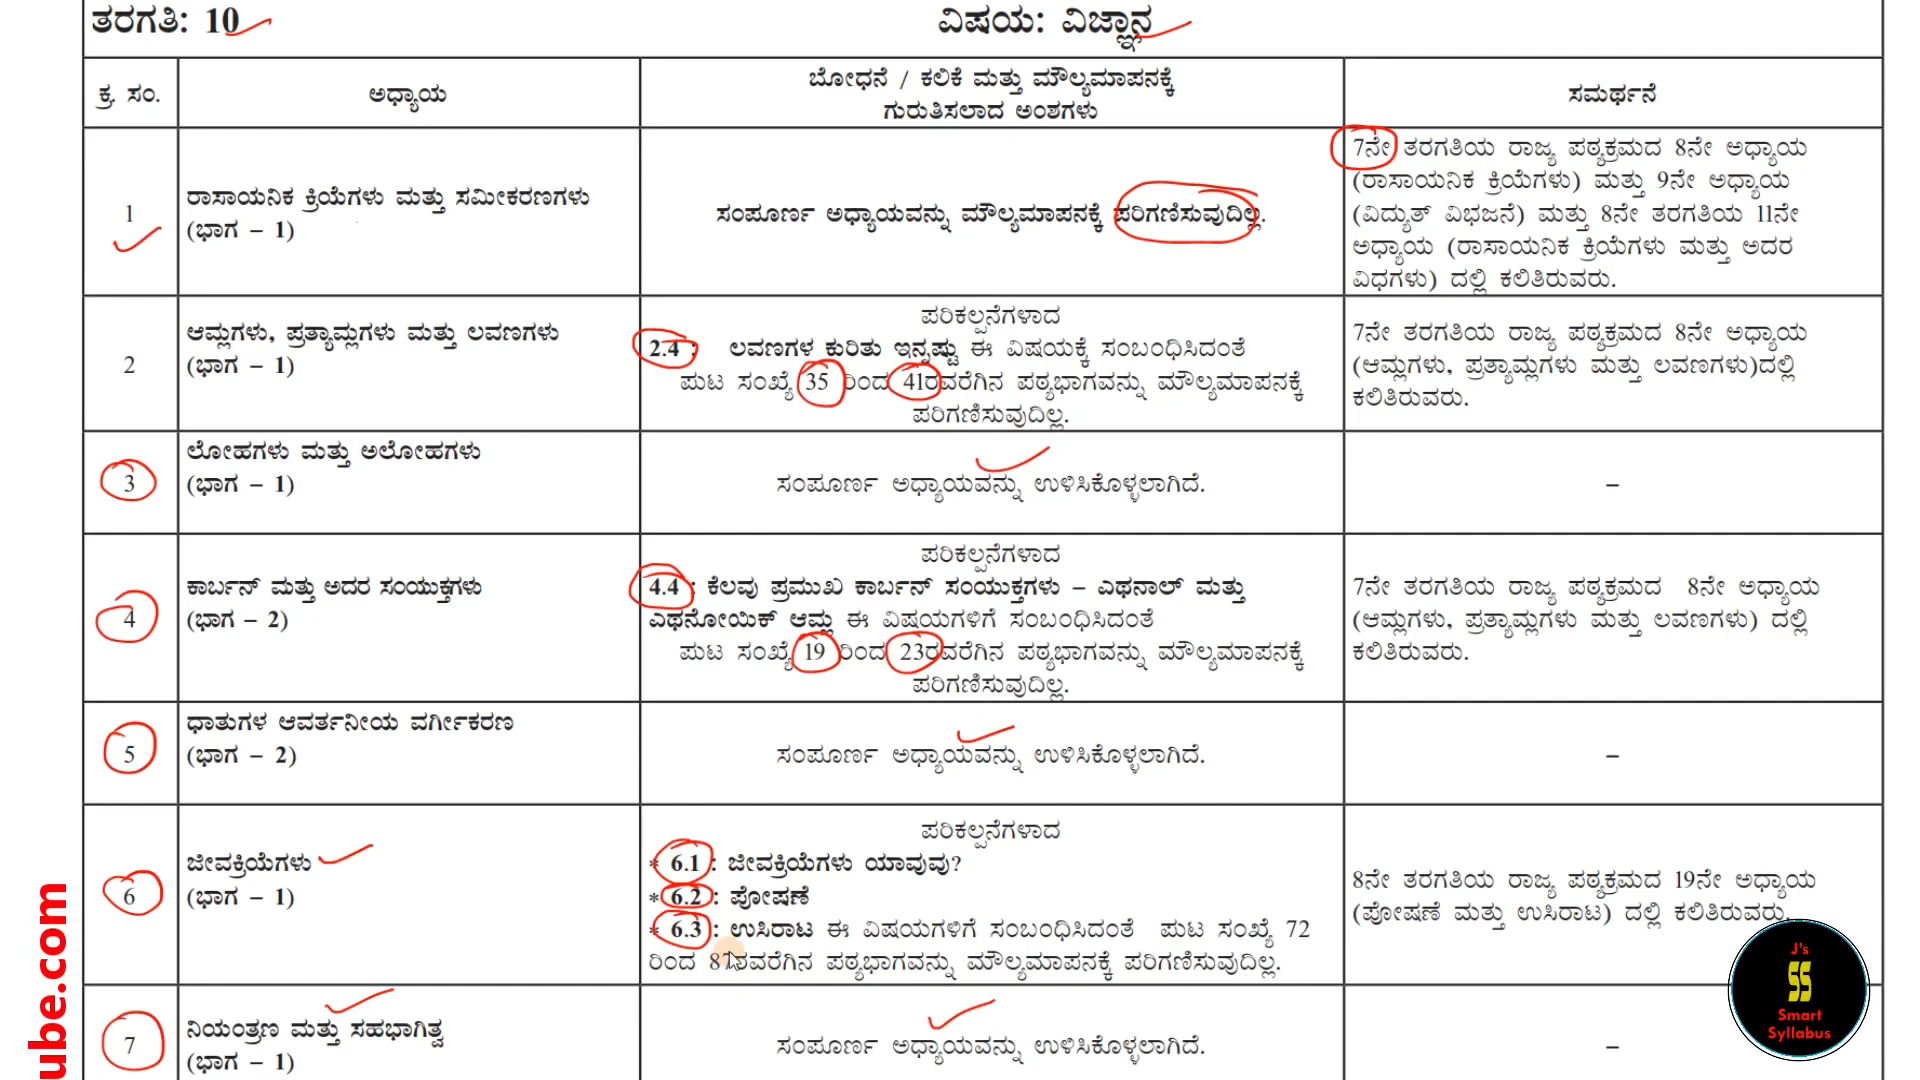 ತರಗತಿ: 10
ವಿಷಯ: ವಿಜ್ಞಾನ
ಕ್ರ. ಸಂ.
ಅಧ್ಯಾಯ
ಬೋಧನೆ / ಕಲಿಕೆ ಮತ್ತು ಮೌಲ್ಯಮಾಪನಕ್ಕೆ
ಗುರುತಿಸಲಾದ ಅಂಶಗಳು
ಸಮರ್ಥನೆ
1
ರಾಸಾಯನಿಕ ಕ್ರಿಯೆಗಳು ಮತ್ತು ಸಮೀಕರಣಗಳು
(ಭಾಗ – 1)
ಸಂಪೂರ್ಣ ಅಧ್ಯಾಯವನ್ನು ಮೌಲ್ಯಮಾಪನಕ್ಕೆ ಪರಿಗಣಿಸುವುದಿಲ್ಲ.
7ನೇ ತರಗತಿಯ ರಾಜ್ಯ ಪಠ್ಯಕ್ರಮದ 8ನೇ ಅಧ್ಯಾಯ
(ರಾಸಾಯನಿಕ ಕ್ರಿಯೆಗಳು) ಮತ್ತು 9ನೇ ಅಧ್ಯಾಯ
(ವಿದ್ಯುತ್ ವಿಭಜನೆ) ಮತ್ತು 8ನೇ ತರಗತಿಯ 11ನೇ
ಅಧ್ಯಾಯ (ರಾಸಾಯನಿಕ ಕ್ರಿಯೆಗಳು ಮತ್ತು ಅದರ
ವಿಧಗಳು) ದಲ್ಲಿ ಕಲಿತಿರುವರು.
2
ಆಮ್ಲಗಳು, ಪ್ರತ್ಯಾಮ್ಲಗಳು ಮತ್ತು ಲವಣಗಳು
(ಭಾಗ – 1)
ಪರಿಕಲ್ಪನೆಗಳಾದ
2.4 : ಲವಣಗಳ ಕುರಿತು ಇನ್ನಷ್ಟು ಈ ವಿಷಯಕ್ಕೆ ಸಂಬಂಧಿಸಿದಂತೆ
ಪುಟ ಸಂಖ್ಯೆ 35 ರಿಂದ 41ರವರೆಗಿನ ಪಠ್ಯಭಾಗವನ್ನು ಮೌಲ್ಯಮಾಪನಕ್ಕೆ
ಪರಿಗಣಿಸುವುದಿಲ್ಲ.
7ನೇ ತರಗತಿಯ ರಾಜ್ಯ ಪಠ್ಯಕ್ರಮದ 8ನೇ ಅಧ್ಯಾಯ
(ಆಮ್ಲಗಳು, ಪ್ರತ್ಯಾಮ್ಲಗಳು ಮತ್ತು ಲವಣಗಳು)ದಲ್ಲಿ
ಕಲಿತಿರುವರು.
3
ಲೋಹಗಳು ಮತ್ತು ಅಲೋಹಗಳು
(ಭಾಗ – 1)
ಸಂಪೂರ್ಣ ಅಧ್ಯಾಯವನ್ನು ಉಳಿಸಿಕೊಳ್ಳಲಾಗಿದೆ.
–
4
ಕಾರ್ಬನ್ ಮತ್ತು ಅದರ ಸಂಯುಕ್ತಗಳು
(ಭಾಗ – 2)
ಪರಿಕಲ್ಪನೆಗಳಾದ
4.4 : ಕೆಲವು ಪ್ರಮುಖ ಕಾರ್ಬನ್ ಸಂಯುಕ್ತಗಳು – ಎಥನಾಲ್ ಮತ್ತು
ಎಥನೋಯಿಕ್ ಆಮ್ಲ ಈ ವಿಷಯಗಳಿಗೆ ಸಂಬಂಧಿಸಿದಂತೆ
ಪುಟ ಸಂಖ್ಯೆ 19 ರಿಂದ 23ರವರೆಗಿನ ಪಠ್ಯಭಾಗವನ್ನು ಮೌಲ್ಯಮಾಪನಕ್ಕೆ
ಪರಿಗಣಿಸುವುದಿಲ್ಲ.
7ನೇ ತರಗತಿಯ ರಾಜ್ಯ ಪಠ್ಯಕ್ರಮದ 8ನೇ ಅಧ್ಯಾಯ
(ಆಮ್ಲಗಳು, ಪ್ರತ್ಯಾಮ್ಲಗಳು ಮತ್ತು ಲವಣಗಳು) ದಲ್ಲಿ
ಕಲಿತಿರುವರು.
5
ಧಾತುಗಳ ಆವರ್ತನೀಯ ವರ್ಗೀಕರಣ
(ಭಾಗ – 2)
ಸಂಪೂರ್ಣ ಅಧ್ಯಾಯವನ್ನು ಉಳಿಸಿಕೊಳ್ಳಲಾಗಿದೆ.
–
6
ಜೀವಕ್ರಿಯೆಗಳು
(ಭಾಗ – 1)
ಪರಿಕಲ್ಪನೆಗಳಾದ
* 6.1 : ಜೀವಕ್ರಿಯೆಗಳು ಯಾವುವು?
* 6.2 : ಪೋಷಣೆ
* 6.3 : ಉಸಿರಾಟ ಈ ವಿಷಯಗಳಿಗೆ ಸಂಬಂಧಿಸಿದಂತೆ ಪುಟ ಸಂಖ್ಯೆ 72
ರಿಂದ 87ರವರೆಗಿನ ಪಠ್ಯಭಾಗವನ್ನು ಮೌಲ್ಯಮಾಪನಕ್ಕೆ ಪರಿಗಣಿಸುವುದಿಲ್ಲ.
8ನೇ ತರಗತಿಯ ರಾಜ್ಯ ಪಠ್ಯಕ್ರಮದ 19ನೇ ಅಧ್ಯಾಯ
(ಪೋಷಣೆ ಮತ್ತು ಉಸಿರಾಟ) ದಲ್ಲಿ ಕಲಿತಿರುವರು.
7
ನಿಯಂತ್ರಣ ಮತ್ತು ಸಹಭಾಗಿತ್ವ
(ಭಾಗ – 1)
ಸಂಪೂರ್ಣ ಅಧ್ಯಾಯವನ್ನು ಉಳಿಸಿಕೊಳ್ಳಲಾಗಿದೆ.
–
ube.com
J's
SS
Smart
Syllabus